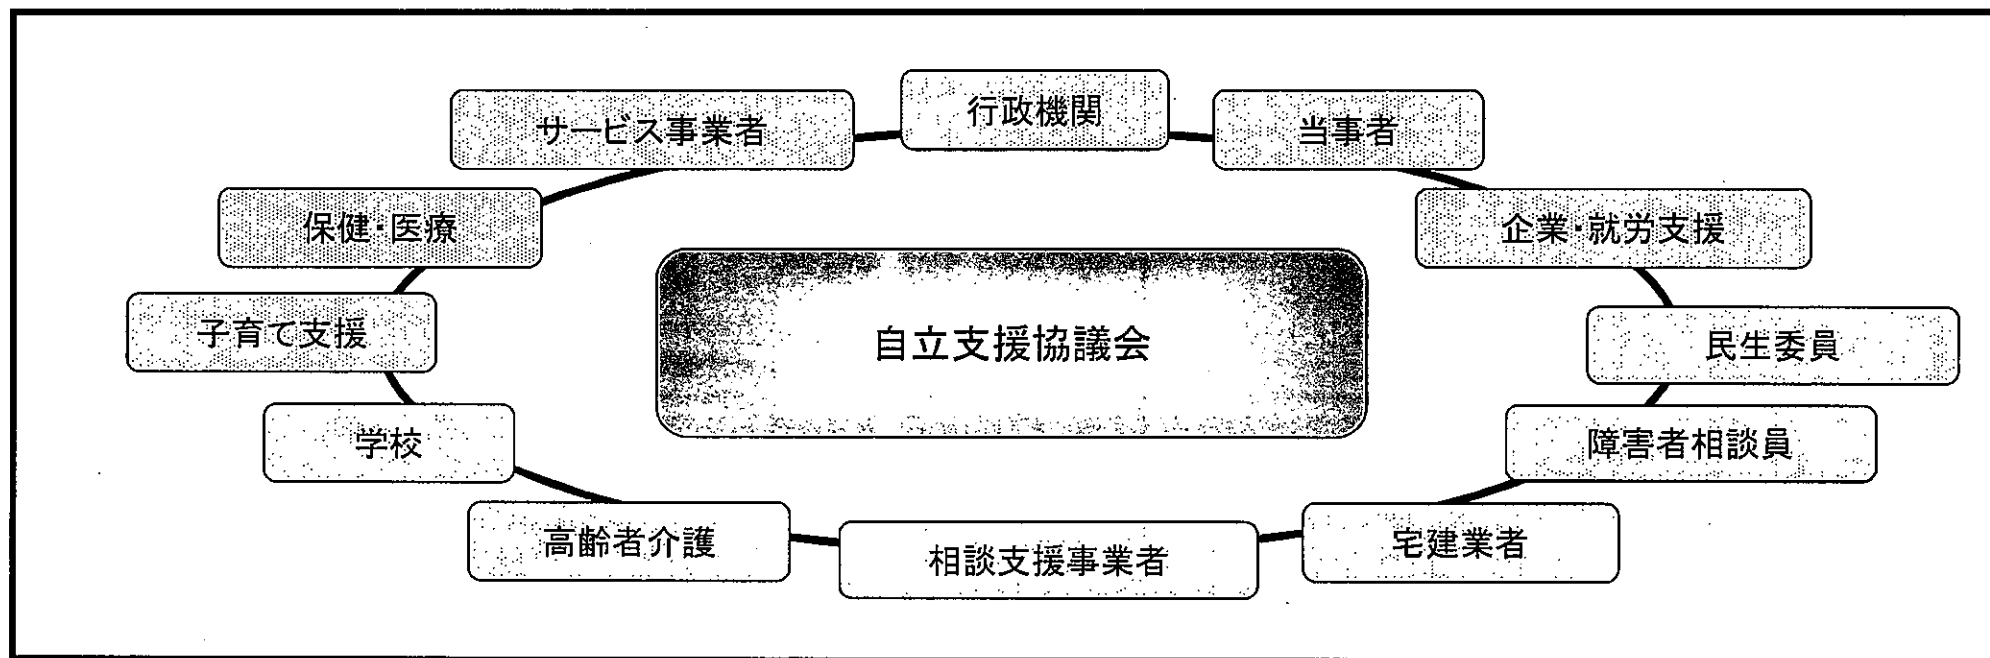 行政機関
サービス事業者
当事者
保健・医療
企業・就労支援
子育て支援
自立支援協議会
民生委員
学校
障害者相談員
高齢者介護
相談支援事業者
宅建業者